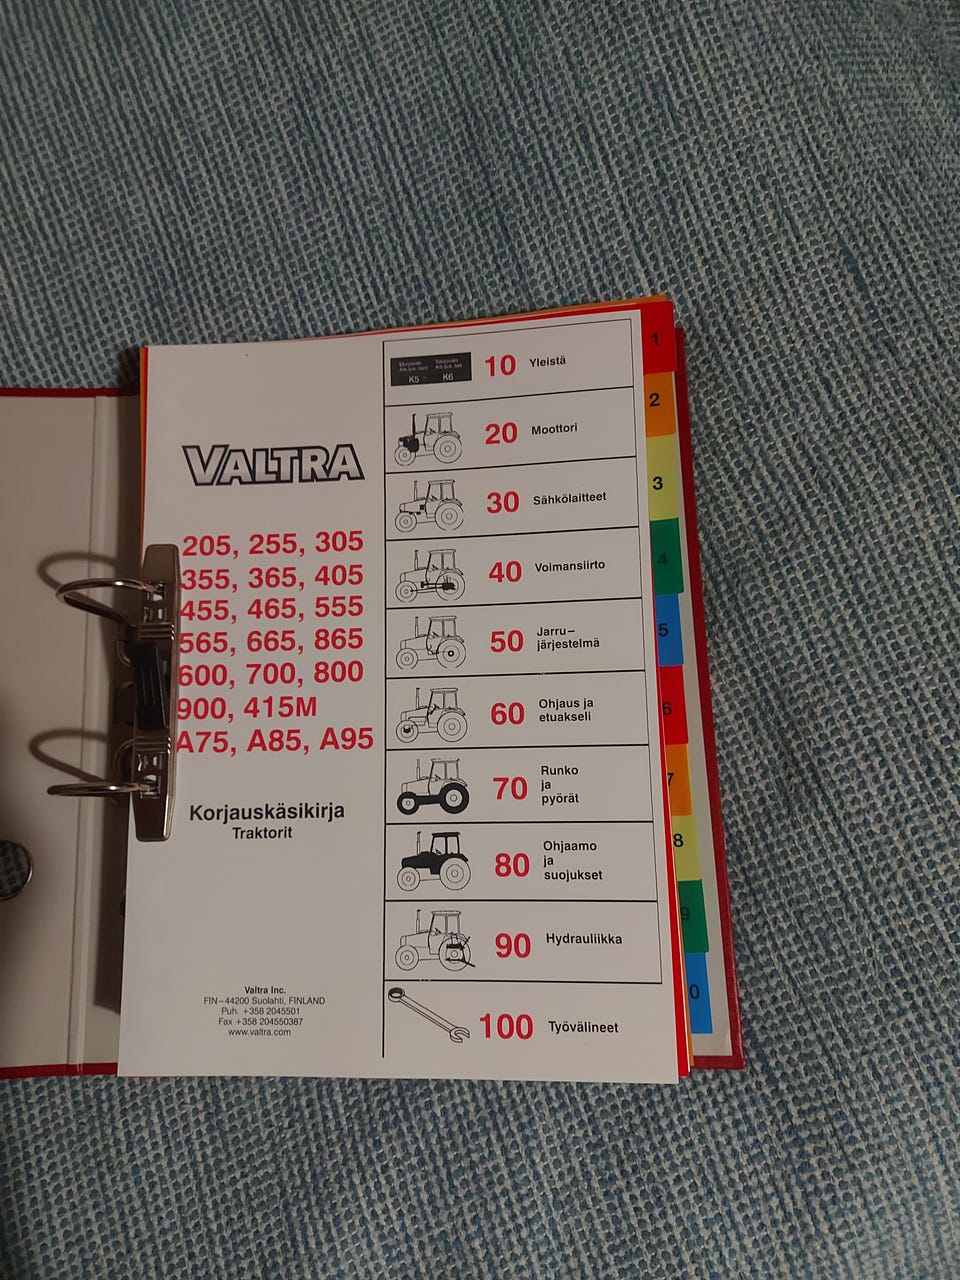 VALTRA
205, 255, 305
355, 365, 405
455, 465, 555
565, 665, 865
600, 700, 800
900, 415M
A75, A85, A95
Korjauskäsikirja
Traktorit
Valtra Inc.
FIN–44200 Suolahti, FINLAND
Puh. +358 2045501
Fax +358 204550387
www.valtra.com
K5 - K6
10 Yleistä
20 Moottori
30 Sähkölaitteet
40 Voimansiirto
50 Jarru–
järjestelmä
60 Ohjaus ja
etuakseli
70 Runko
ja
pyörät
80 Ohjaamo
ja
suojukset
90 Hydrauliikka
100 Työvälineet
1
2
3
4
5
6
7
8
9
0